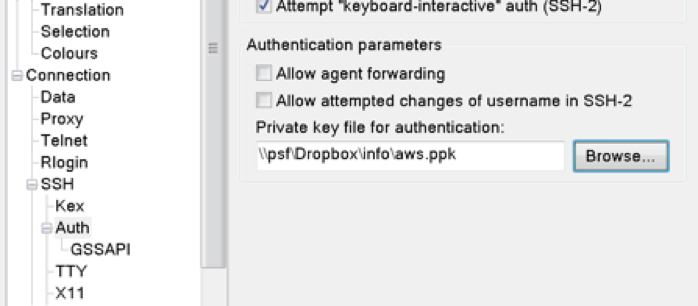 Translation
Selection
Colours
Connection
Data
Proxy
Telnet
Rlogin
SSH
Kex
Auth
GSSAPI
TTY
X11
Attempt "keyboard-interactive" auth (SSH-2)
Authentication parameters
Allow agent forwarding
Allow attempted changes of username in SSH-2
Private key file for authentication:
\\psf\Dropbox\info\aws.ppk
Browse...